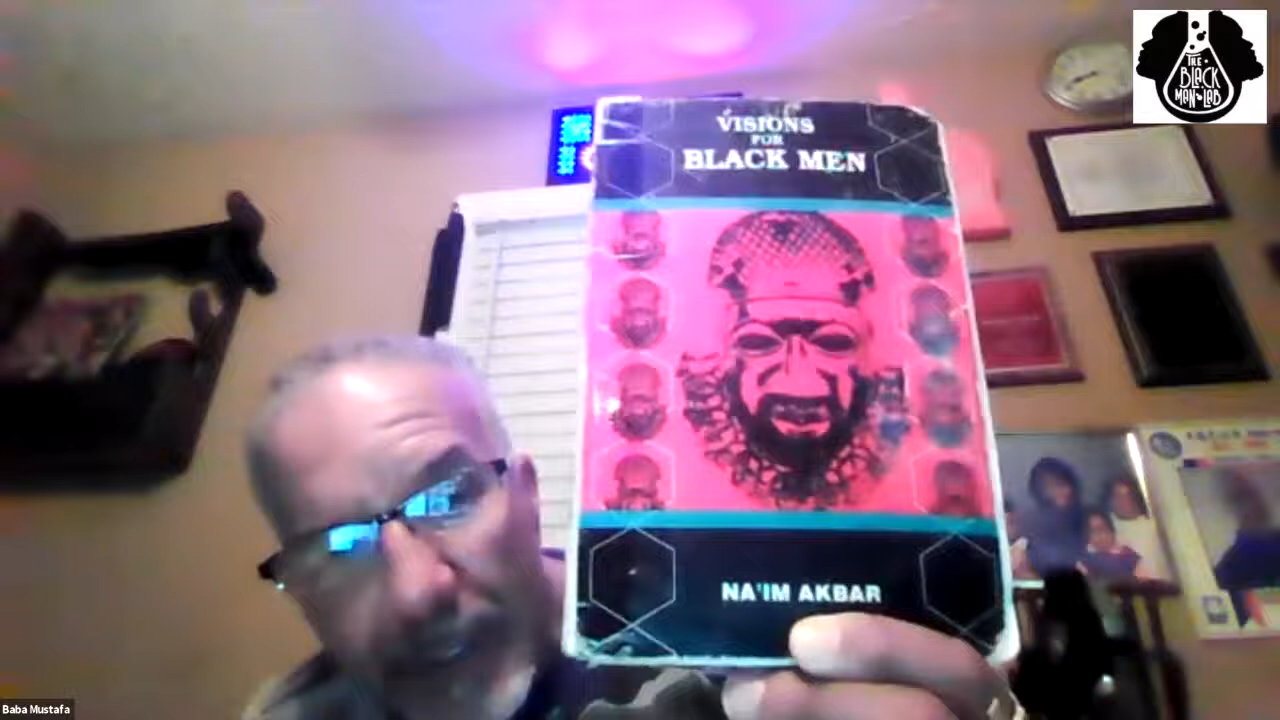 THE
BLACK
MAN LAB
VISIONS
FOR
BLACK MEN
NA'IM AKBAR
Baba Mustafa